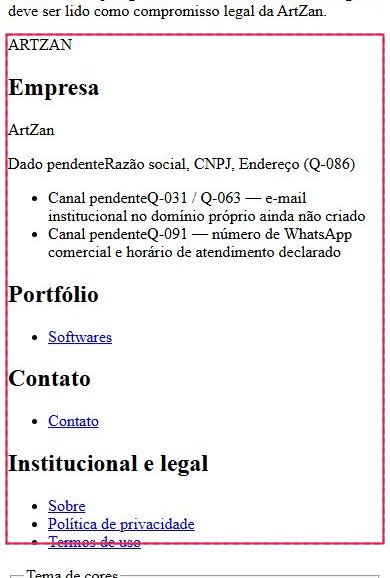 deve ser lido como compromisso legal da ArtZan.
ARTZAN
Empresa
ArtZan
Dado pendenteRazão social, CNPJ, Endereço (Q-086)
Canal pendenteQ-031 / Q-063 — e-mail
institucional no domínio próprio ainda não criado
Canal pendenteQ-091 — número de WhatsApp
comercial e horário de atendimento declarado
Portfólio
Softwares
Contato
Contato
Institucional e legal
Sobre
Política de privacidade
Termos de uso
Tema de cores